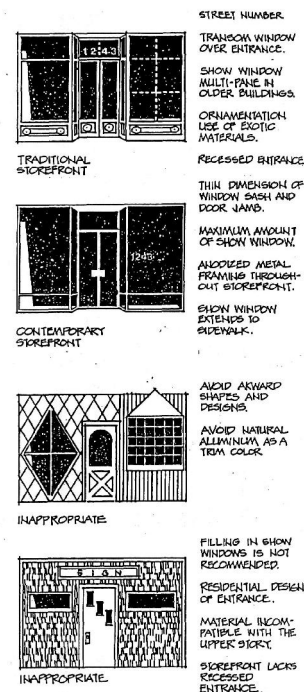 STREET NUMBER
TRANSOM WINDOW
OVER ENTRANCE.
SHOW WINDOW
MULTI-PANE IN
OLDER BUILDINGS.
ORNAMENTATION
USE OF EXOTIC
MATERIALS.
RECESSED ENTRANCE
1243
TRADITIONAL
STOREFRONT
THIN DIMENSION OF
WINDOW SASH AND
DOOR JAMB.
MAXIMUM AMOUNT
OF SHOW WINDOW.
ANODIZED METAL
FRAMING THROUGH-
OUT STOREFRONT.
SHOW WINDOW
EXTENDS TO
SIDEWALK.
1243
CONTEMPORARY
STOREFRONT
AVOID AKWARD
SHAPES AND
DESIGNS.
AVOID NATURAL
ALUMINUM AS A
TRIM COLOR
INAPPROPRIATE
FILLING IN SHOW
WINDOWS IS NOT
RECOMMENDED.
RESIDENTIAL DESIGN
OF ENTRANCE.
MATERIAL INCOM-
PATIBLE WITH THE
UPPER STORY.
STOREFRONT LACKS
RECESSED
ENTRANCE.
SIGN
INAPPROPRIATE